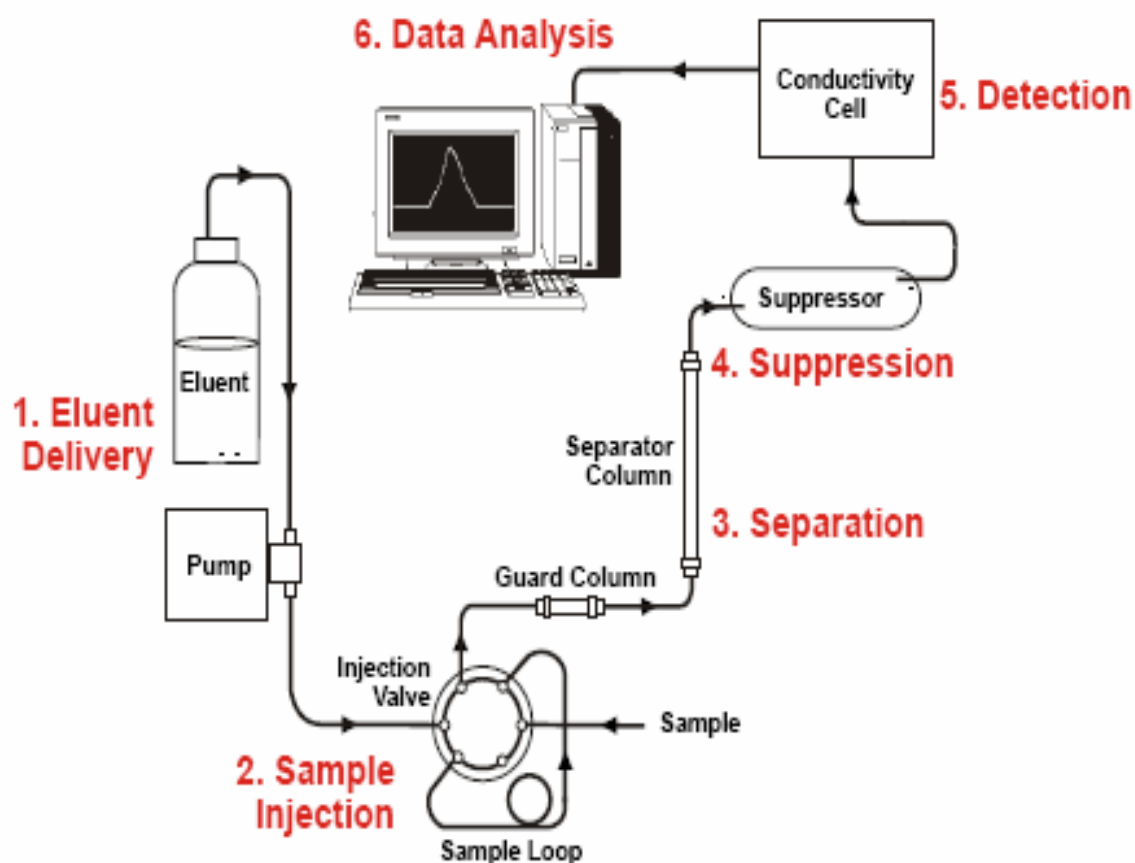 6. Data Analysis
Conductivity
Cell
5. Detection
Suppressor
4. Suppression
Eluent
1. Eluent
Delivery
Separator
Column
3. Separation
Pump
Guard Column
Injection
Valve
Sample
2. Sample
Injection
Sample Loop